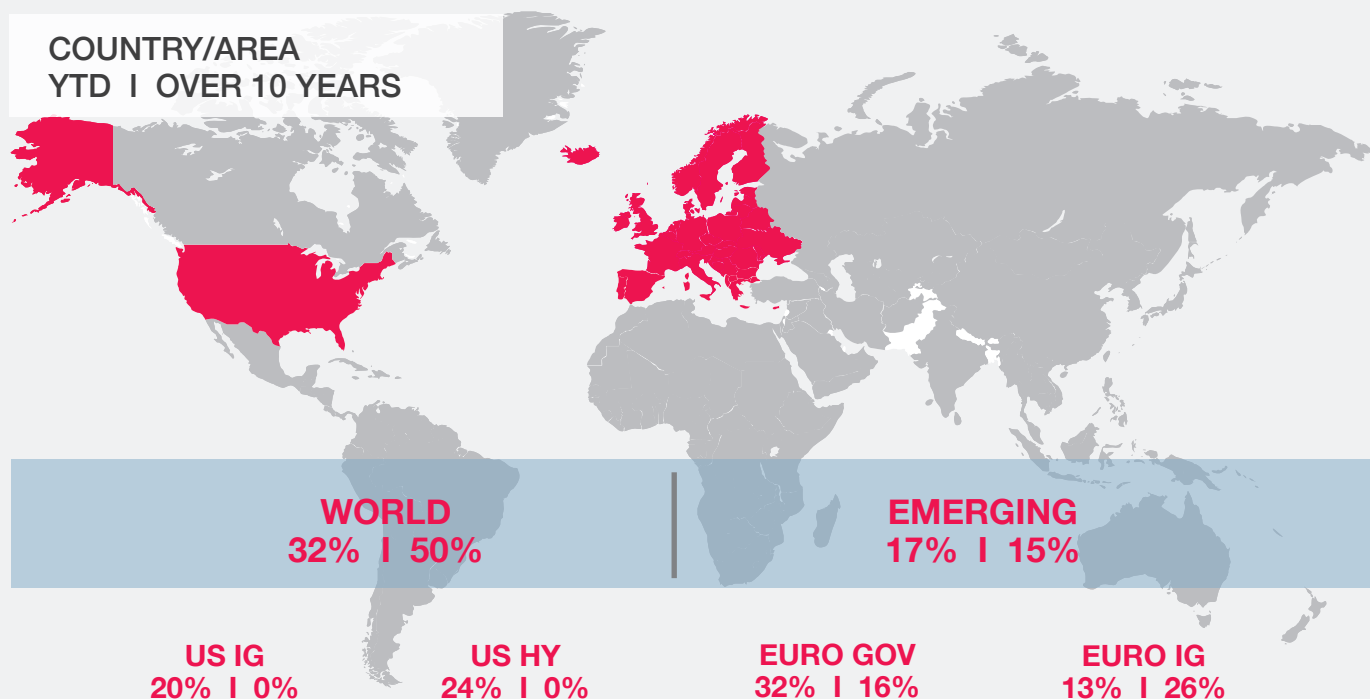 COUNTRY/AREA
YTD I OVER 10 YEARS
WORLD
32% I 50%
EMERGING
17% I 15%
US IG
20% I 0%
US HY
24% I 0%
EURO GOV
32% I 16%
EURO IG
13% I 26%